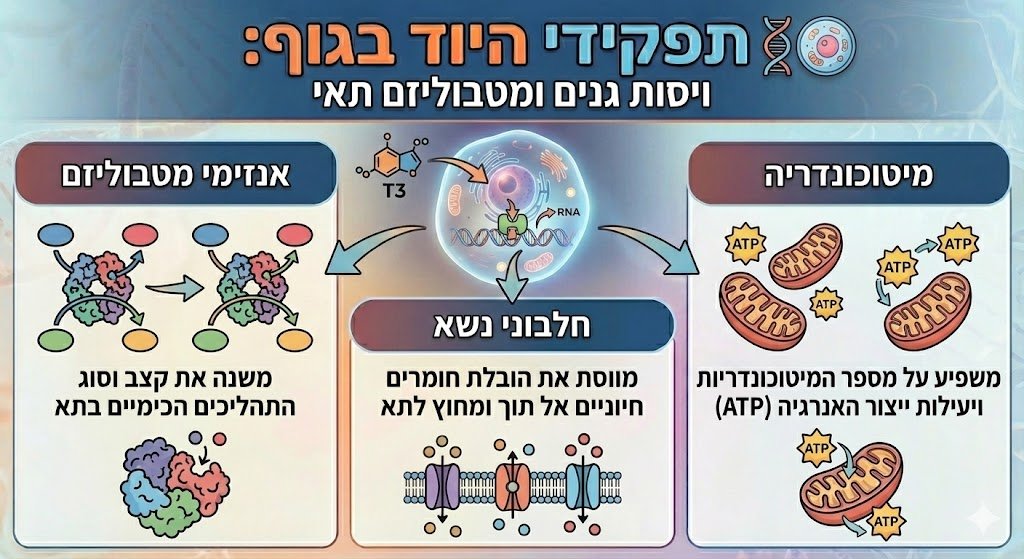 תפקידי היוד בגוף:
ויסות גנים ומטבוליזם תאי
מיטוכונדריה
ATP
ATP
ATP
ATP
משפיע על מספר המיטוכונדריות
ויעילות ייצור האנרגיה (ATP)
ATP
ATP
T3
RNA
חלבוני נשא
מווסת את הובלת חומרים
חיוניים אל תוך ומחוץ לתא
אנזימי מטבוליזם
משנה את קצב וסוג
התהליכים הכימיים בתא